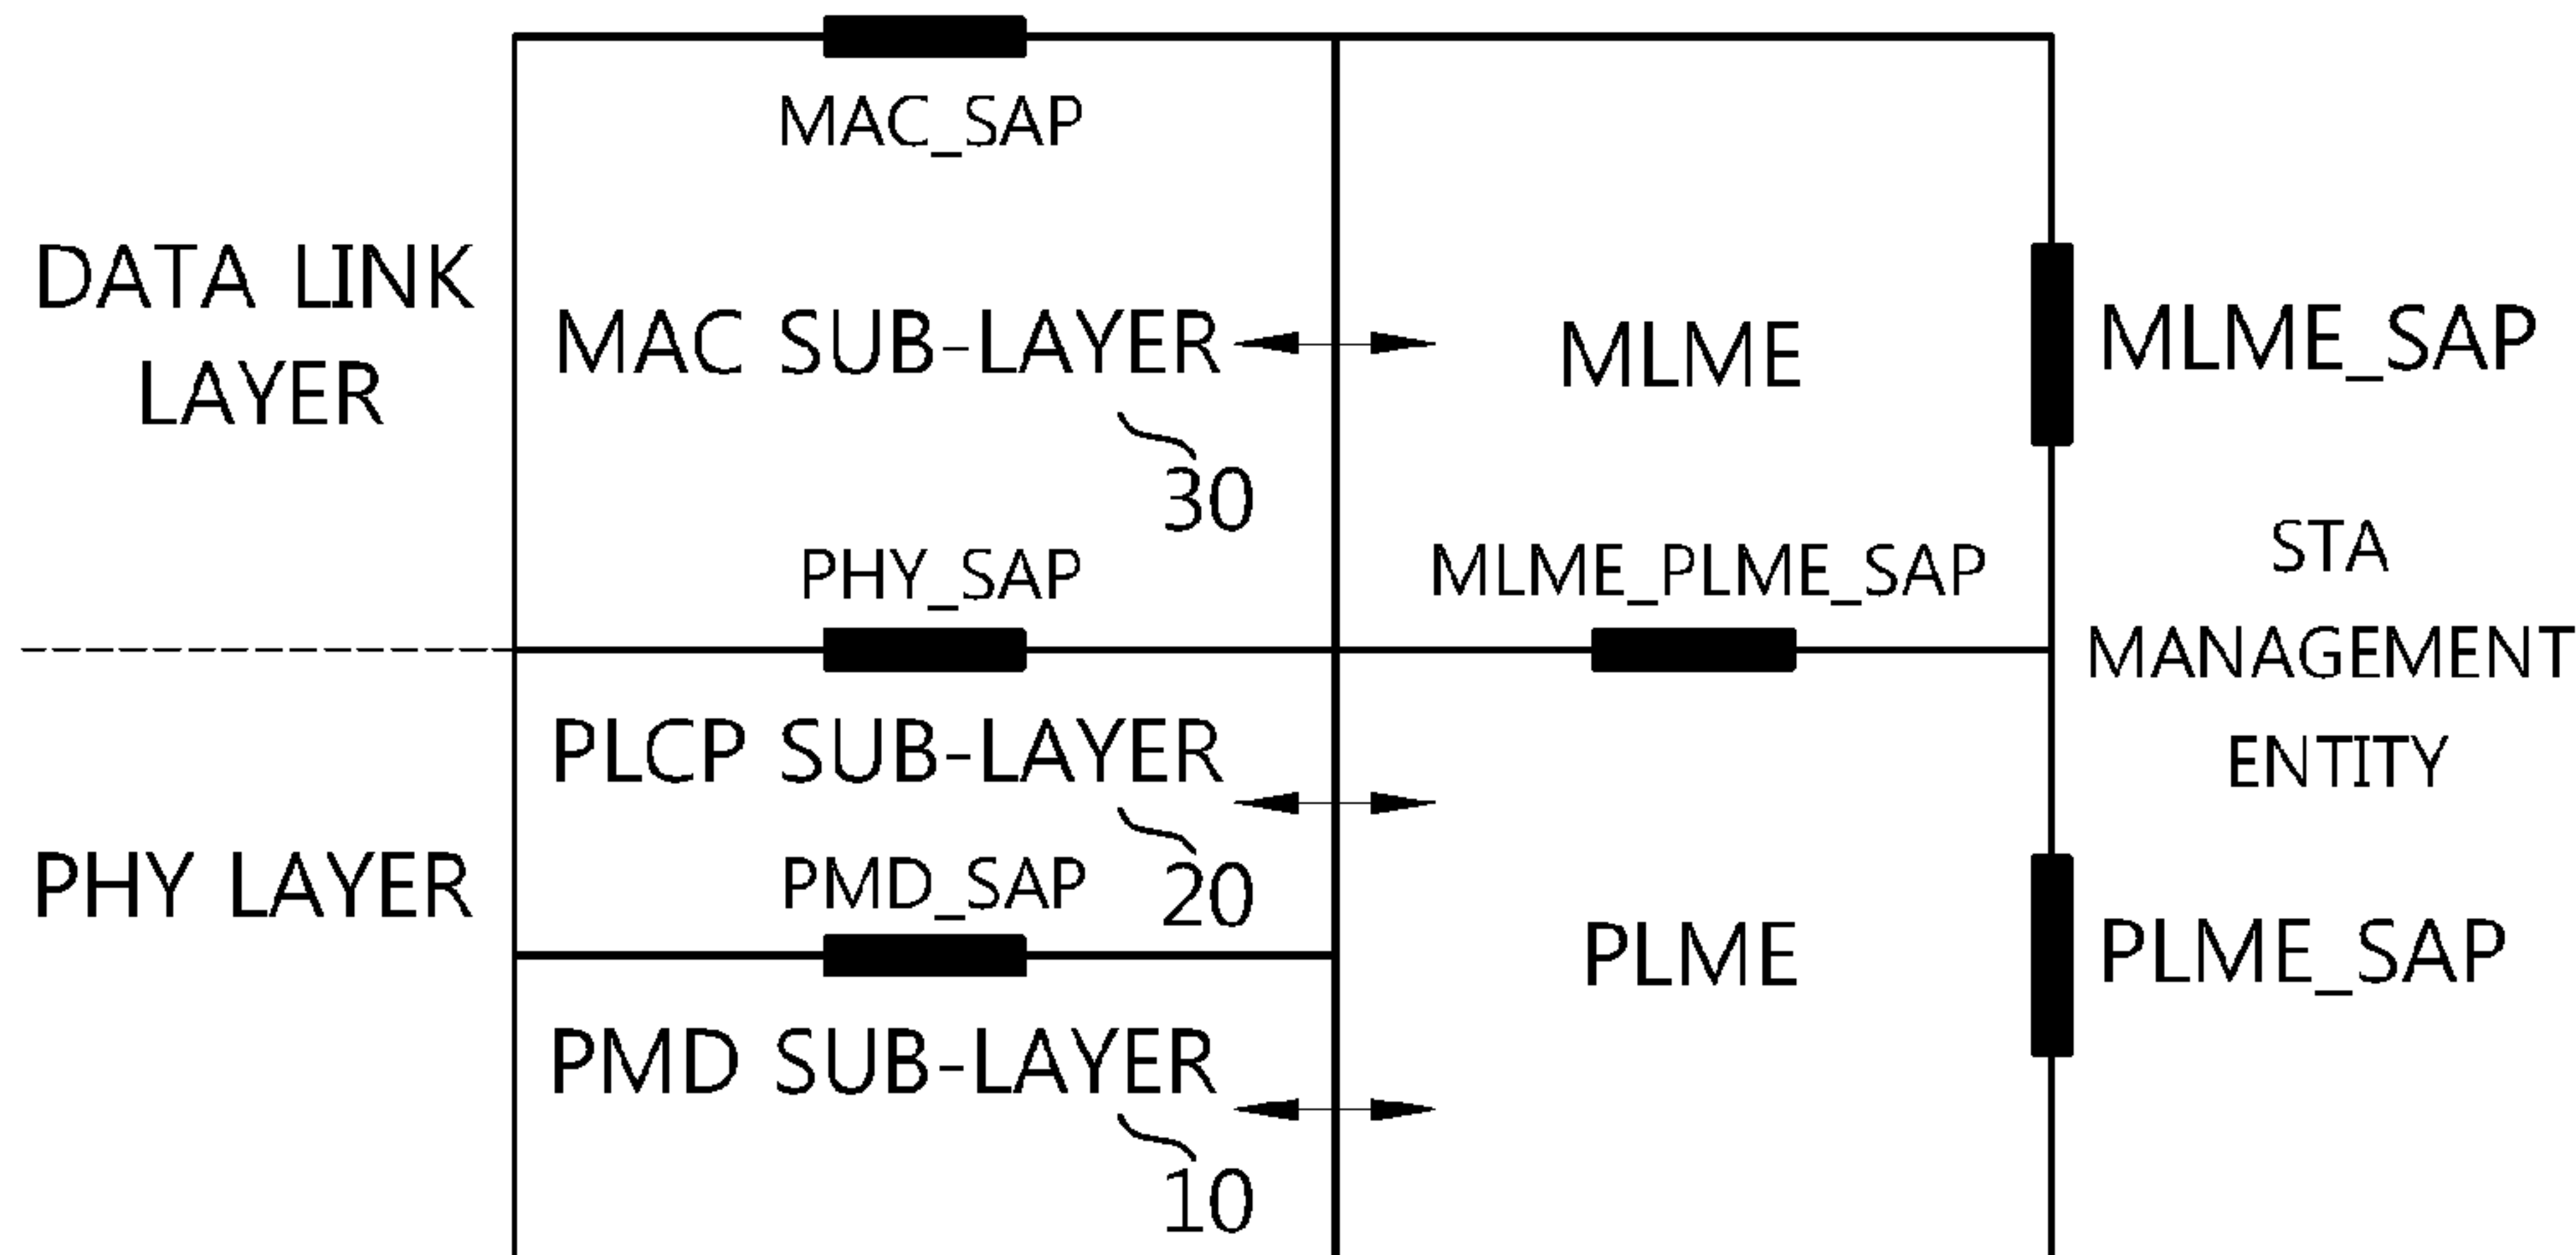 MAC_SAP
DATA LINK
LAYER
MAC SUB-LAYER
30
MLME
MLME_SAP
PHY_SAP
MLME_PLME_SAP
STA
MANAGEMENT
ENTITY
PHY LAYER
PLCP SUB-LAYER
20
PMD_SAP
PLME
PLME_SAP
PMD SUB-LAYER
10